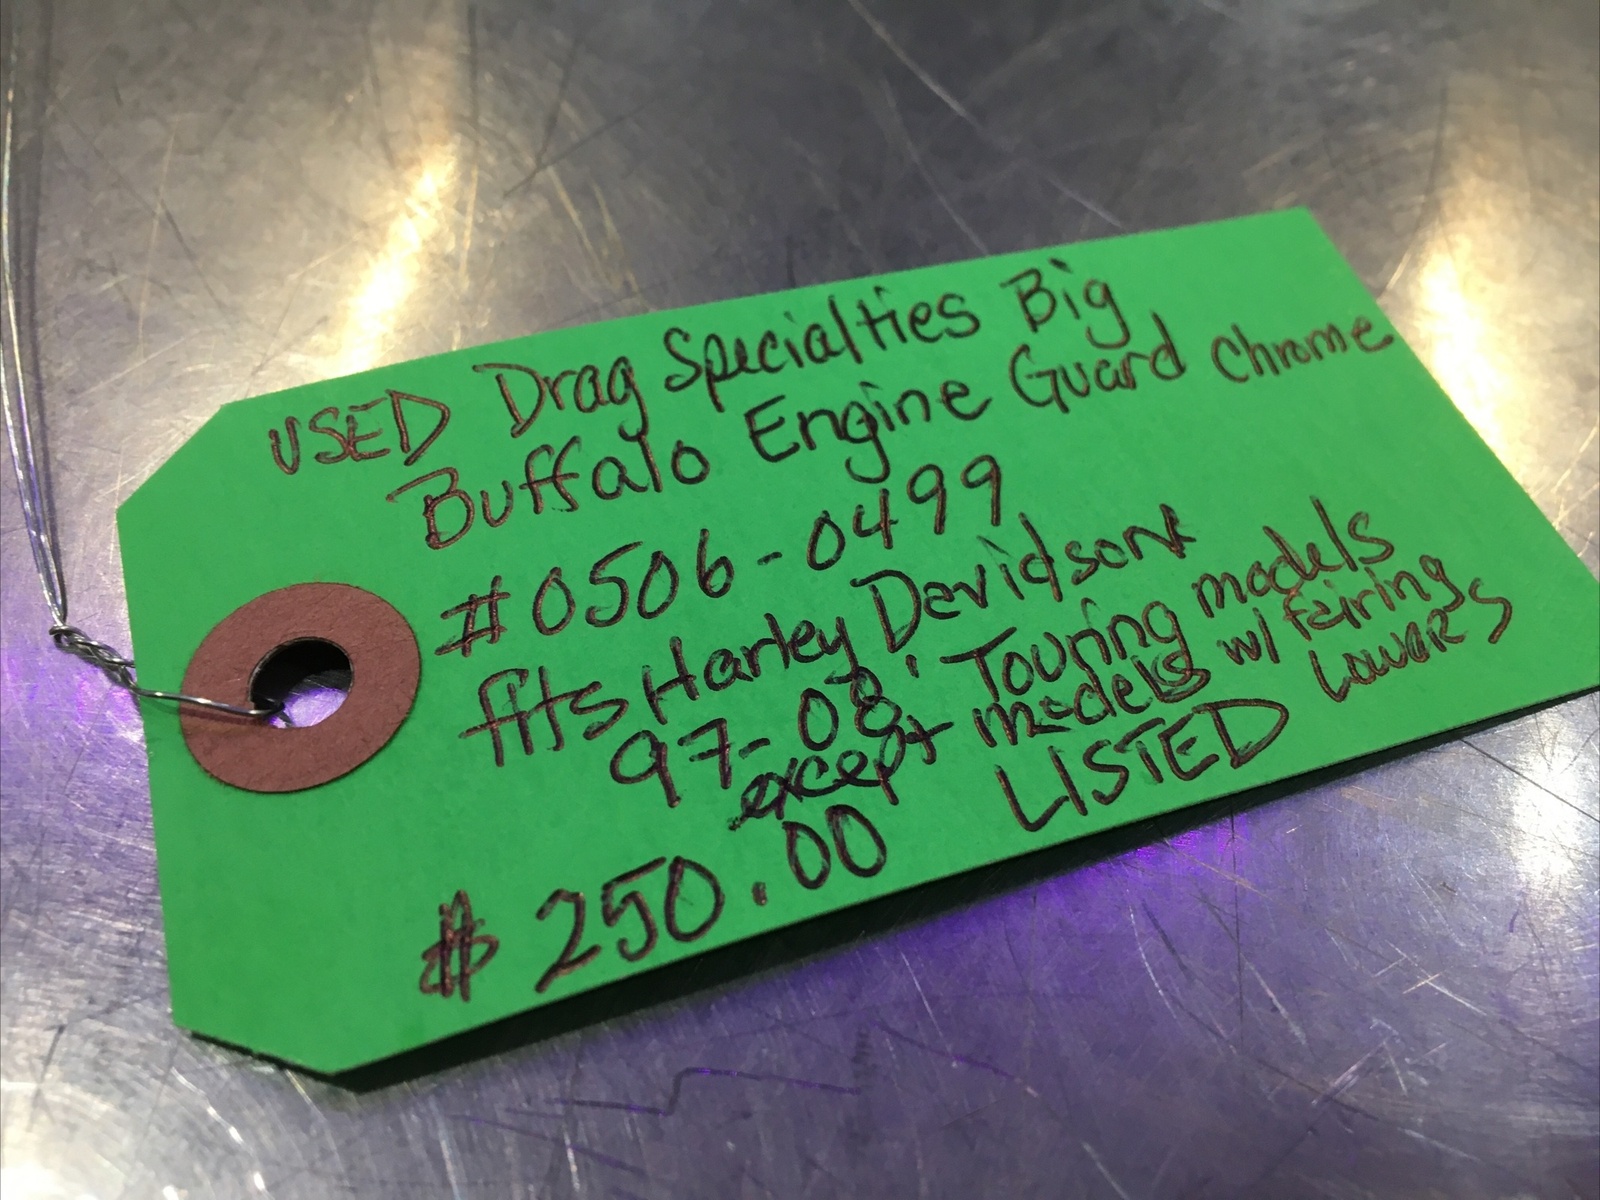 USED Drag Specialties Big
Buffalo Engine Guard Chrome
#0506-0499
fits Harley Davidson
97-08, Touring models
except models w/ fairing
Lowers
$250.00 LISTED